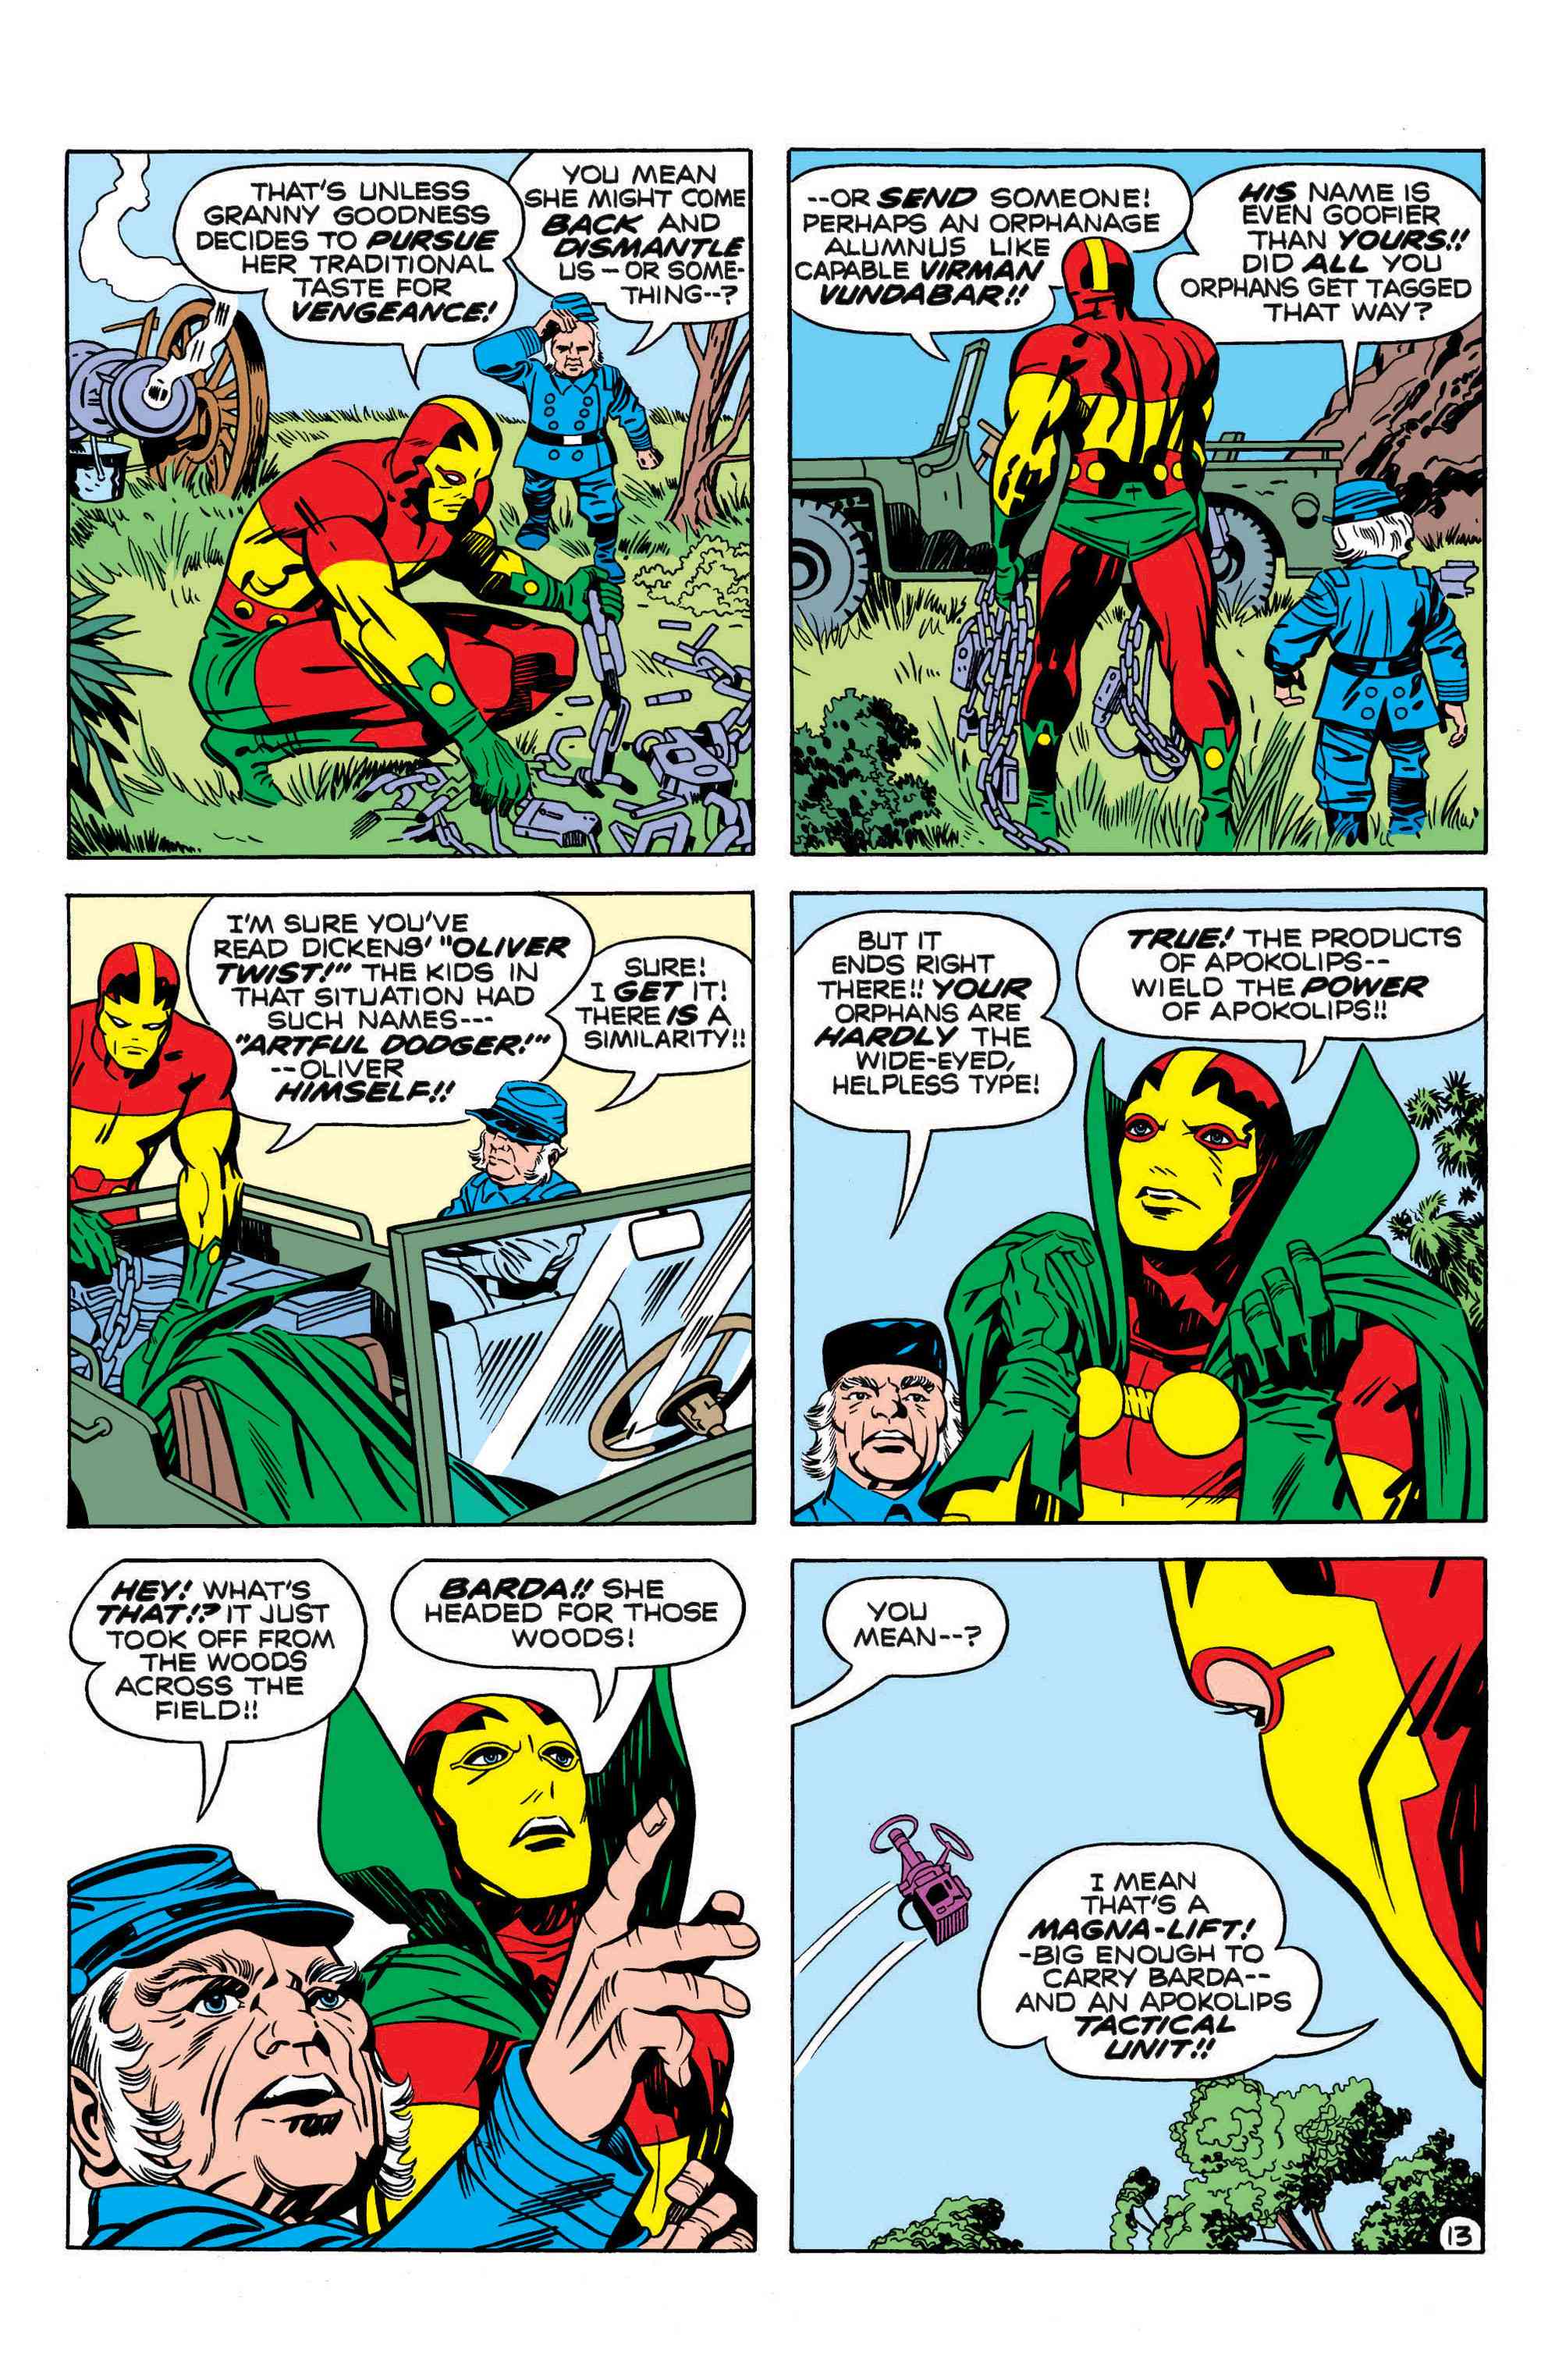 THAT'S UNLESS
GRANNY GOODNESS
DECIDES TO PURSUE
HER TRADITIONAL
TASTE FOR
VENGEANCE!
YOU MEAN
SHE MIGHT COME
BACK AND
DISMANTLE
US — OR SOME-
THING--?
--OR SEND SOMEONE!
PERHAPS AN ORPHANAGE
ALUMNUS LIKE
CAPABLE VIRMAN
VUNDABAR!!
HIS NAME IS
EVEN GOOFIER
THAN YOURS!!
DID ALL YOU
ORPHANS GET TAGGED
THAT WAY?
I'M SURE YOU'VE
READ DICKENS' "OLIVER
TWIST!" THE KIDS IN
THAT SITUATION HAD
SUCH NAMES---
"ARTFUL DODGER!"
--OLIVER
HIMSELF!!
SURE!
I GET IT!
THERE IS A
SIMILARITY!!
BUT IT
ENDS RIGHT
THERE!! YOUR
ORPHANS ARE
HARDLY THE
WIDE-EYED,
HELPLESS TYPE!
TRUE! THE PRODUCTS
OF APOKOLIPS--
WIELD THE POWER
OF APOKOLIPS!!
HEY! WHAT'S
THAT!? IT JUST
TOOK OFF FROM
THE WOODS
ACROSS THE
FIELD!!
BARDA!! SHE
HEADED FOR THOSE
WOODS!
YOU
MEAN--?
I MEAN
THAT'S A
MAGNA-LIFT!
-BIG ENOUGH TO
CARRY BARDA--
AND AN APOKOLIPS
TACTICAL
UNIT!!
13